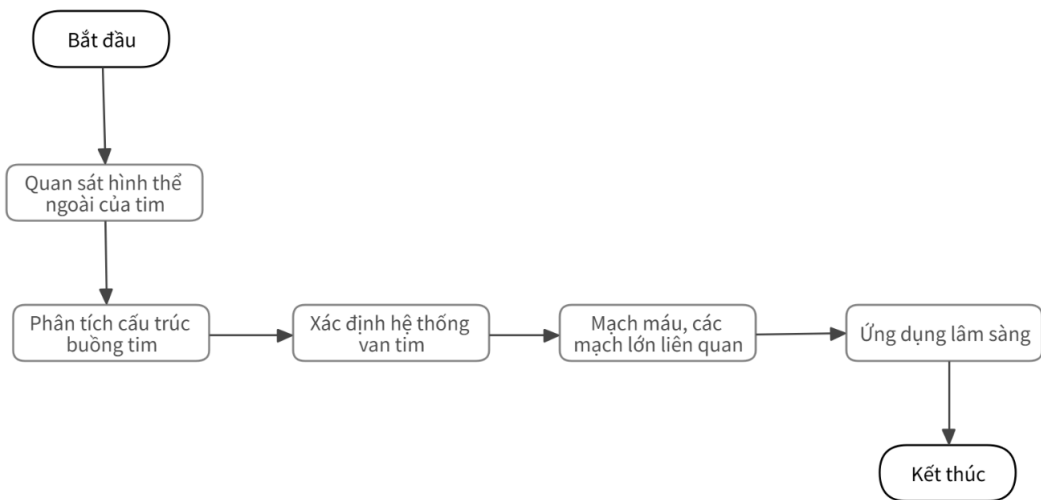 Bắt đầu
Quan sát hình thể
ngoài của tim
Phân tích cấu trúc
buồng tim
Xác định hệ thống
van tim
Mạch máu, các
mạch lớn liên quan
Ứng dụng lâm sàng
Kết thúc